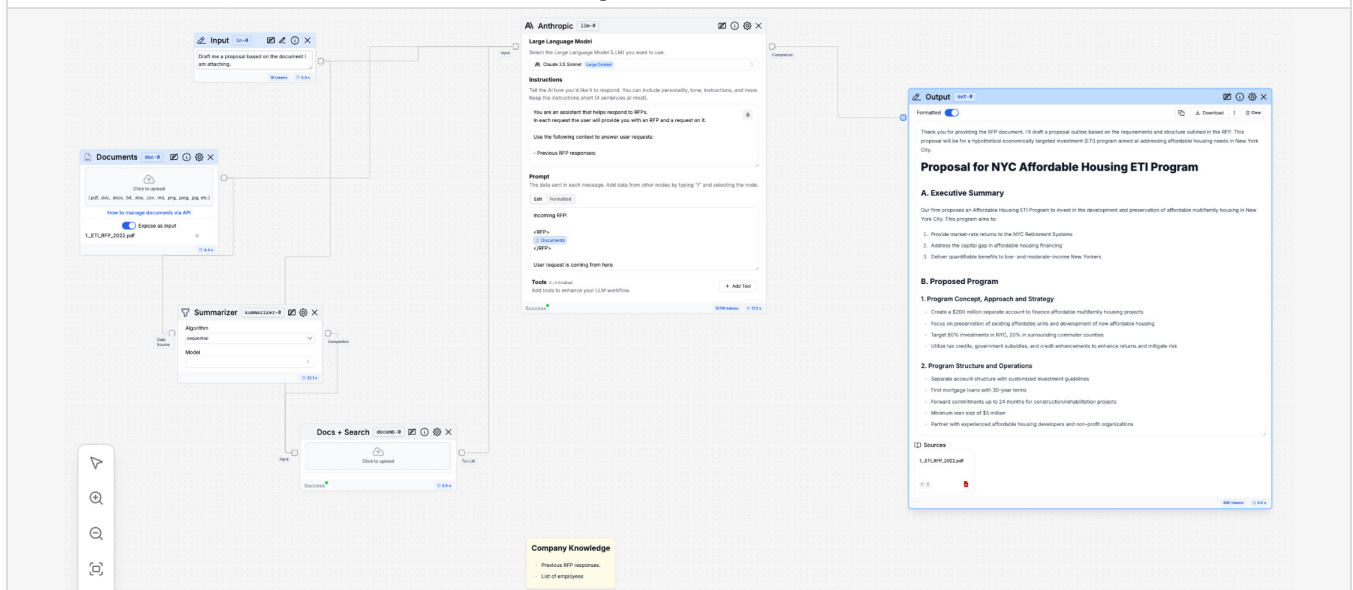 Input in-0
Draft me a proposal based on the document I
am attaching.
Documents doc-0
Click to upload
(.pdf, .doc, .docx, .txt, .xlsx, .csv, .md, .png, .jpeg, .jpg, etc.)
How to manage documents via API
Expose as input
1._ETI_RFP_2022.pdf
Summarizer summarizer-0
Algorithm
sequential
Model
Data
Source
Completion
Docs + Search docemb-0
Click to upload
Input
To LLM
Success
Anthropic llm-0
Input
Completion
Large Language Model
Select the Large Language Model (LLM) you want to use.
Claude 3.5 Sonnet Large Context
Instructions
Tell the AI how you'd like it to respond. You can include personality, tone, instructions, and more.
Keep the instructions short (4 sentences at most).
You are an assistant that helps respond to RFPs.
In each request the user will provide you with an RFP and a request on it.
Use the following context to answer user requests:
- Previous RFP responses:
Prompt
The data sent in each message. Add data from other nodes by typing "/" and selecting the node.
Edit Formatted
Incoming RFP:
<RFP>
Documents
</RFP>
User request is coming from here
Tools
Add tools to enhance your LLM workflow.
+ Add Tool
Success
Company Knowledge
- Previous RFP responses.
- List of employees
Output out-0
Formatted
Download
Clear
Thank you for providing the RFP document. I'll draft a proposal outline based on the requirements and structure outlined in the RFP. This
proposal will be for a hypothetical economically targeted investment (ETI) program aimed at addressing affordable housing needs in New York
City.
Proposal for NYC Affordable Housing ETI Program
A. Executive Summary
Our firm proposes an Affordable Housing ETI Program to invest in the development and preservation of affordable multifamily housing in New
York City. This program aims to:
1. Provide market-rate returns to the NYC Retirement Systems
2. Address the capital gap in affordable housing financing
3. Deliver quantifiable benefits to low- and moderate-income New Yorkers
B. Proposed Program
1. Program Concept, Approach and Strategy
- Create a $200 million separate account to finance affordable multifamily housing projects
- Focus on preservation of existing affordable units and development of new affordable housing
- Target 80% investments in NYC, 20% in surrounding commuter counties
- Utilize tax credits, government subsidies, and credit enhancements to enhance returns and mitigate risk
2. Program Structure and Operations
- Separate account structure with customized investment guidelines
- First mortgage loans with 30-year terms
- Forward commitments up to 24 months for construction/rehabilitation projects
- Minimum loan size of $5 million
- Partner with experienced affordable housing developers and non-profit organizations
Sources
1._ETI_RFP_2022.pdf